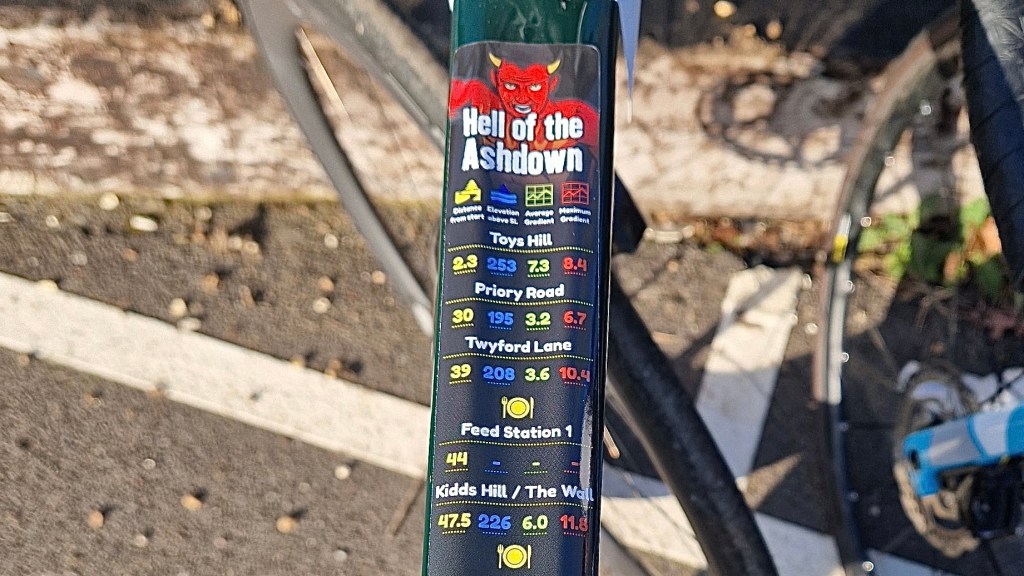 Hell of the
Ashdown
Distance Elevation Average Maximum
from start above SL Gradient Gradient
Toys Hill
2.3 253 7.3 8.4
Priory Road
30 195 3.2 6.7
Twyford Lane
39 208 3.6 10.4
Feed Station 1
44 - - -
Kidds Hill / The Wall
47.5 226 6.0 11.8